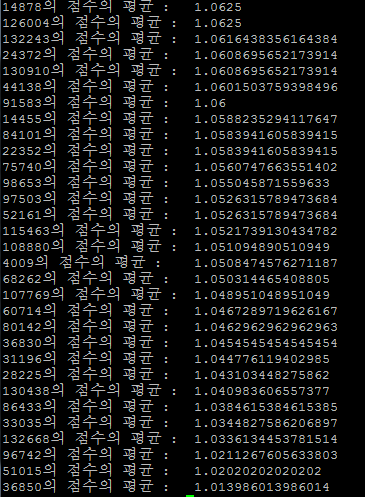 14878의 점수의 평균 :  1.0625
126004의 점수의 평균 :  1.0625
132243의 점수의 평균 :  1.0616438356164384
24372의 점수의 평균 :  1.0608695652173914
130910의 점수의 평균 :  1.0608695652173914
44138의 점수의 평균 :  1.0601503759398496
91583의 점수의 평균 :  1.06
14455의 점수의 평균 :  1.0588235294117647
84101의 점수의 평균 :  1.0583941605839415
22352의 점수의 평균 :  1.0583941605839415
75740의 점수의 평균 :  1.0560747663551402
98653의 점수의 평균 :  1.055045871559633
97503의 점수의 평균 :  1.0526315789473684
52161의 점수의 평균 :  1.0526315789473684
115463의 점수의 평균 :  1.0521739130434782
108880의 점수의 평균 :  1.051094890510949
4009의 점수의 평균 :  1.0508474576271187
68262의 점수의 평균 :  1.050314465408805
107769의 점수의 평균 :  1.048951048951049
60714의 점수의 평균 :  1.0467289719626167
80142의 점수의 평균 :  1.0462962962962963
36830의 점수의 평균 :  1.0454545454545454
31196의 점수의 평균 :  1.044776119402985
28225의 점수의 평균 :  1.043103448275862
130438의 점수의 평균 :  1.040983606557377
86433의 점수의 평균 :  1.0384615384615385
33035의 점수의 평균 :  1.0344827586206897
132668의 점수의 평균 :  1.0336134453781514
96742의 점수의 평균 :  1.0211267605633803
51015의 점수의 평균 :  1.02020202020202
36850의 점수의 평균 :  1.013986013986014